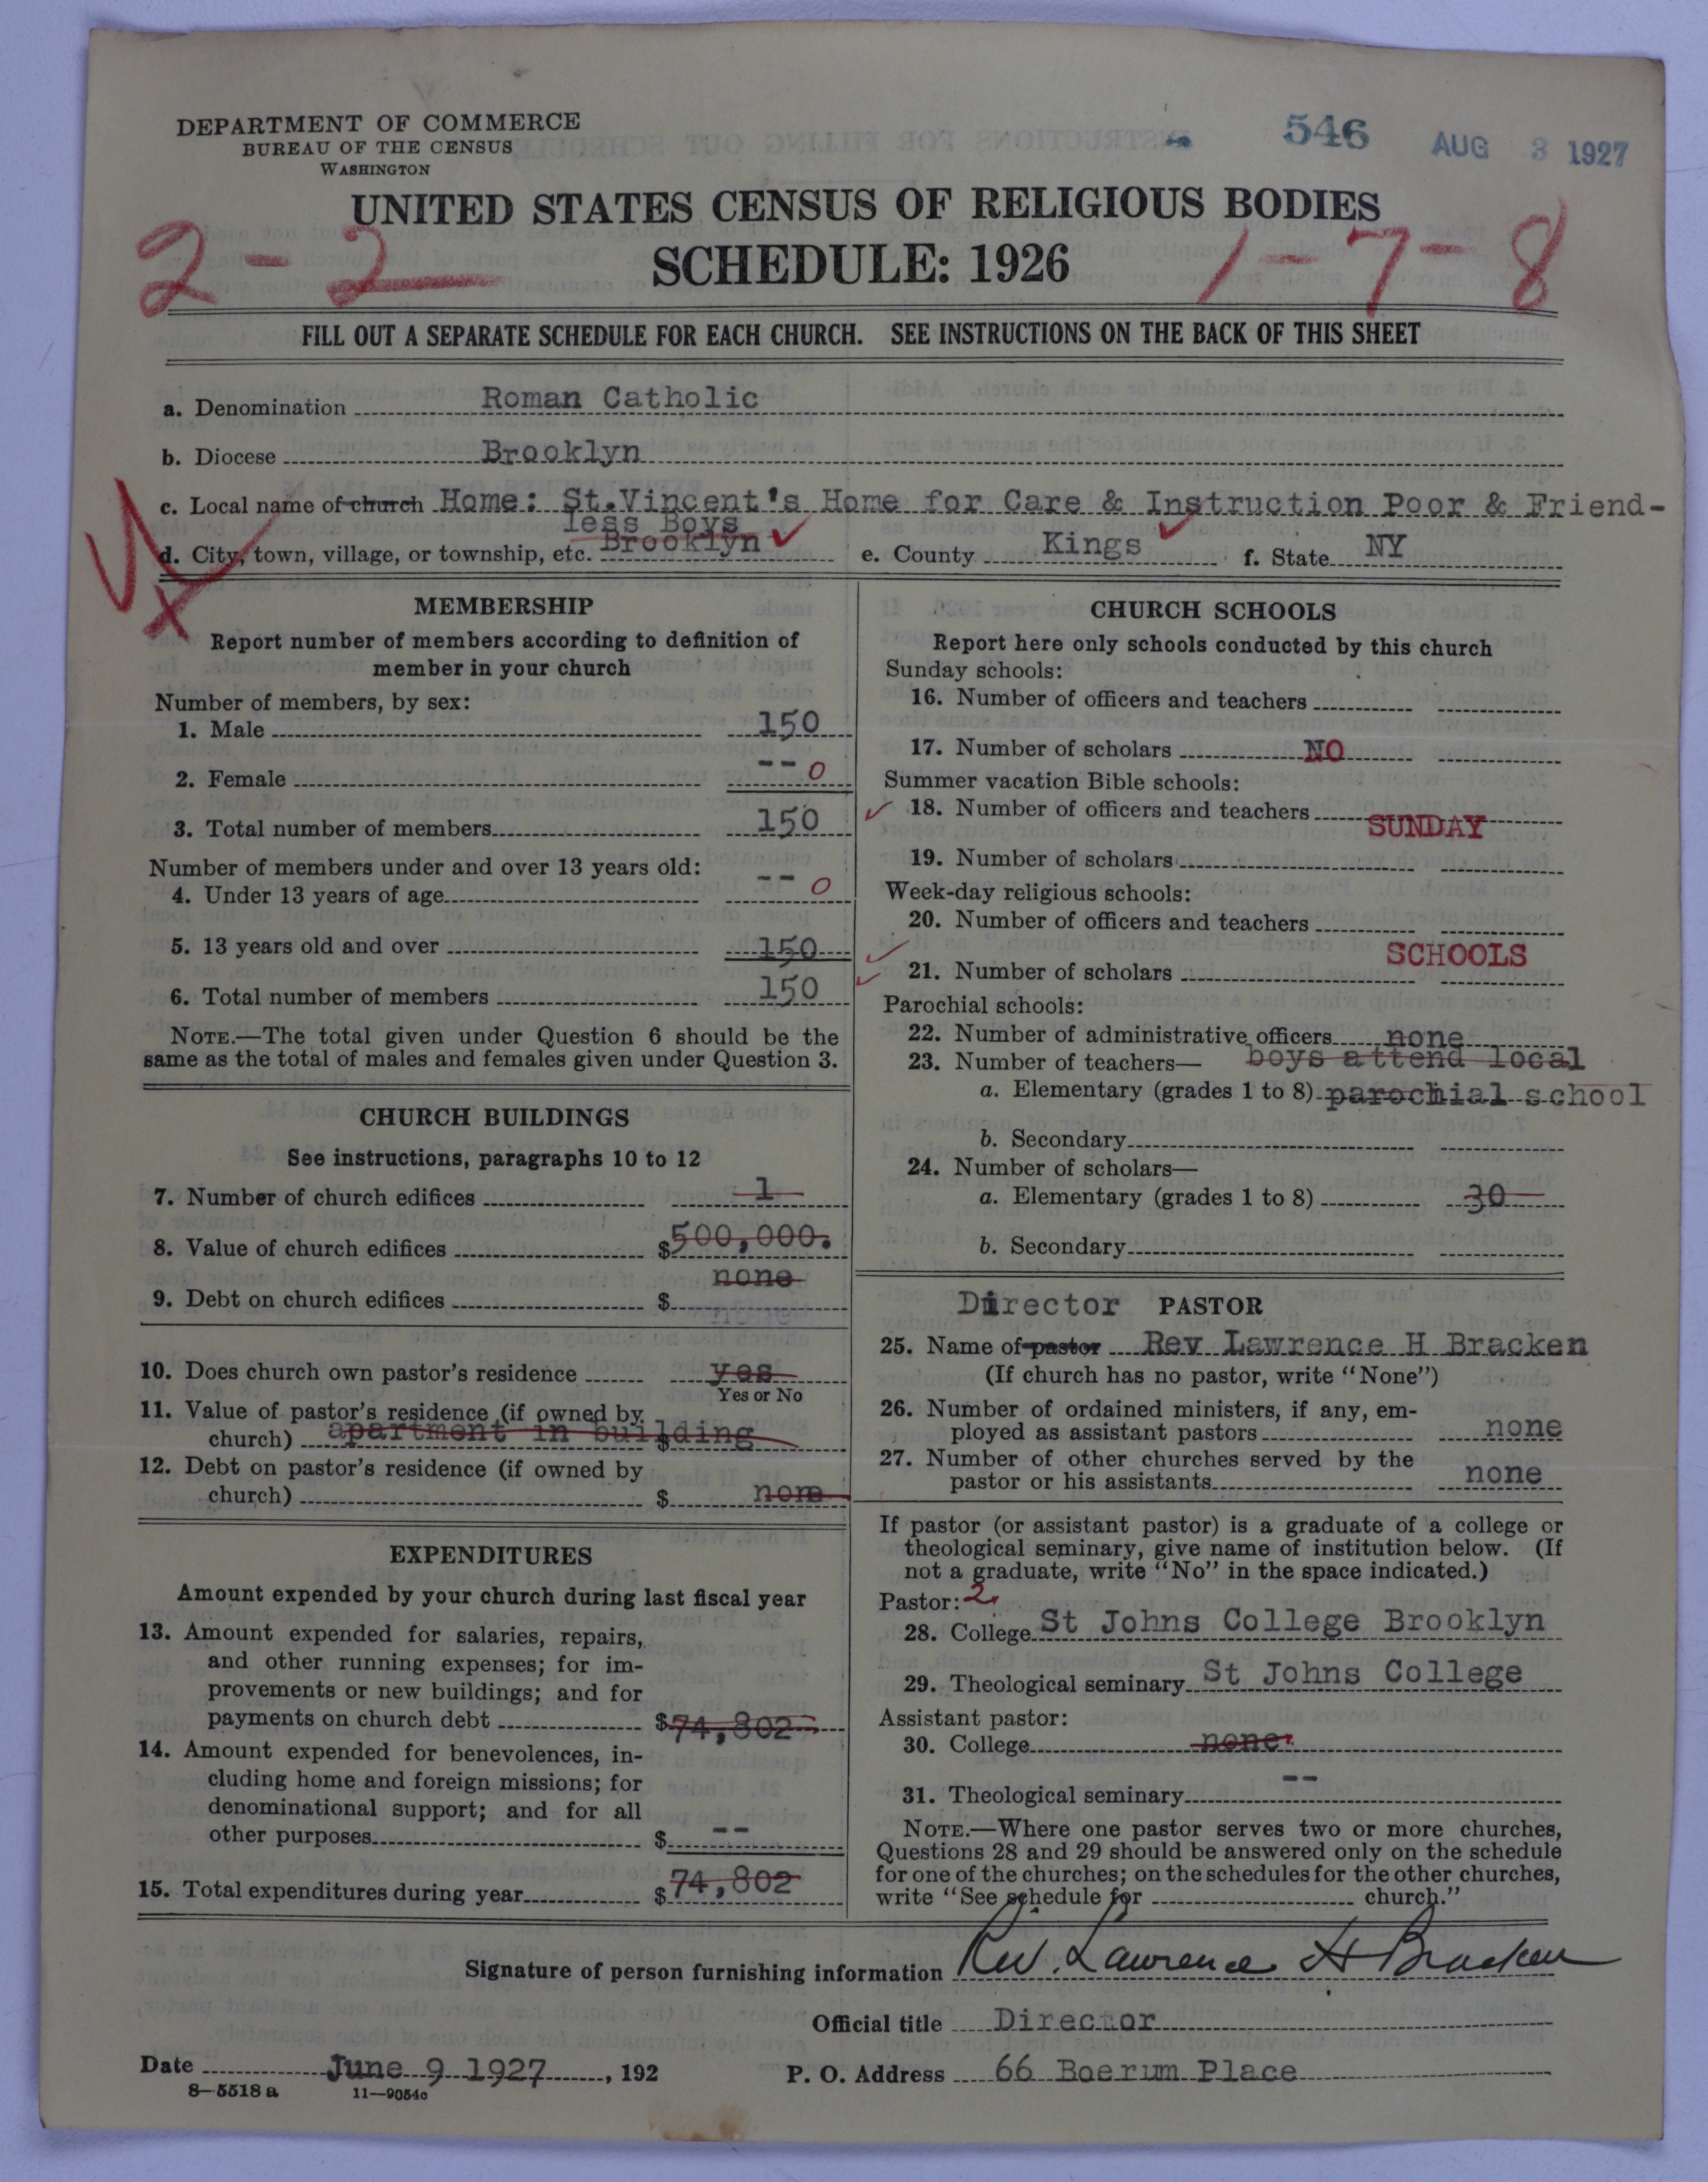 DEPARTMENT OF COMMERCE
BUREAU OF THE CENSUS
WASHINGTON
546 AUG 3 1927
UNITED STATES CENSUS OF RELIGIOUS BODIES
2-2 SCHEDULE: 1926 1-7-8
FILL OUT A SEPARATE SCHEDULE FOR EACH CHURCH. SEE INSTRUCTIONS ON THE BACK OF THIS SHEET
a. Denomination Roman Catholic
b. Diocese Brooklyn
c. Local name of church Home: St.Vincent's Home for Care & Instruction Poor & Friend-
less Boys
d. City, town, village, or township, etc. Brooklyn e. County Kings f. State NY
MEMBERSHIP
Report number of members according to definition of
member in your church
Number of members, by sex:
1. Male 150
2. Female -- 0
3. Total number of members 150
Number of members under and over 13 years old:
4. Under 13 years of age -- 0
5. 13 years old and over 150
6. Total number of members 150
NOTE.—The total given under Question 6 should be the
same as the total of males and females given under Question 3.
CHURCH BUILDINGS
See instructions, paragraphs 10 to 12
7. Number of church edifices 1
8. Value of church edifices $500,000.
9. Debt on church edifices $ none
10. Does church own pastor's residence yes
Yes or No
11. Value of pastor's residence (if owned by
church) apartment in building $
12. Debt on pastor's residence (if owned by
church) $ none
EXPENDITURES
Amount expended by your church during last fiscal year
13. Amount expended for salaries, repairs,
and other running expenses; for im-
provements or new buildings; and for
payments on church debt $74,802
14. Amount expended for benevolences, in-
cluding home and foreign missions; for
denominational support; and for all
other purposes $ --
15. Total expenditures during year $74,802
CHURCH SCHOOLS
Report here only schools conducted by this church
Sunday schools:
16. Number of officers and teachers
17. Number of scholars NO
Summer vacation Bible schools:
18. Number of officers and teachers
SUNDAY
19. Number of scholars
Week-day religious schools:
20. Number of officers and teachers
SCHOOLS
21. Number of scholars
Parochial schools:
22. Number of administrative officers none
23. Number of teachers— boys attend local
a. Elementary (grades 1 to 8) parochial school
b. Secondary
24. Number of scholars—
a. Elementary (grades 1 to 8) 30
b. Secondary
Director PASTOR
25. Name of pastor Rev Lawrence H Bracken
(If church has no pastor, write "None")
26. Number of ordained ministers, if any, em-
ployed as assistant pastors none
27. Number of other churches served by the
pastor or his assistants none
If pastor (or assistant pastor) is a graduate of a college or
theological seminary, give name of institution below. (If
not a graduate, write "No" in the space indicated.)
Pastor: 2
28. College St Johns College Brooklyn
29. Theological seminary St Johns College
Assistant pastor:
30. College none
31. Theological seminary --
NOTE.—Where one pastor serves two or more churches,
Questions 28 and 29 should be answered only on the schedule
for one of the churches; on the schedules for the other churches,
write "See schedule for church."
Signature of person furnishing information Rev. Lawrence H Bracken
Official title Director
Date June 9 1927, 192 P. O. Address 66 Boerum Place
8—5518 a 11—9054c